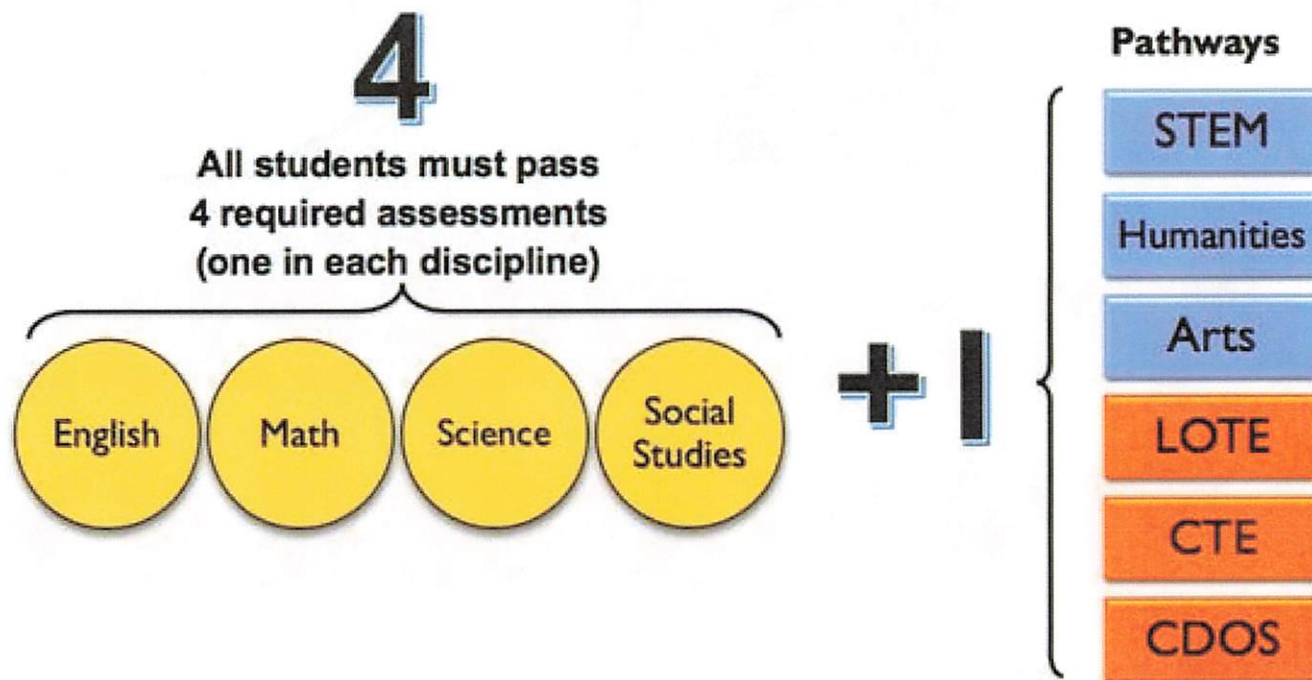 4
All students must pass
4 required assessments
(one in each discipline)
English
Math
Science
Social
Studies
+ I
Pathways
STEM
Humanities
Arts
LOTE
CTE
CDOS